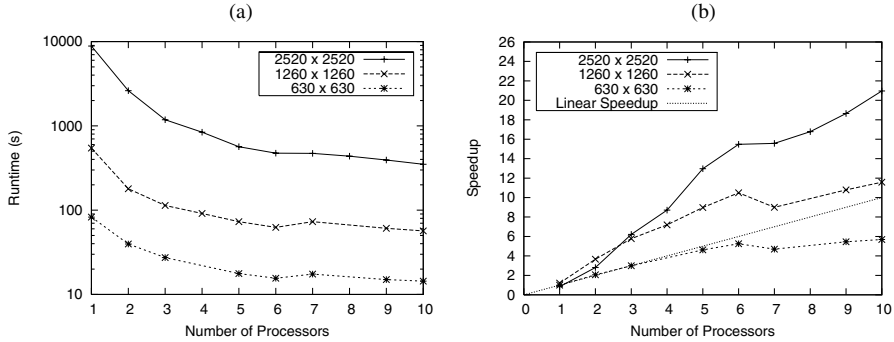 (a)
10000
1000
100
10
Runtime (s)
2520 x 2520
1260 x 1260
630 x 630
1 2 3 4 5 6 7 8 9 10
Number of Processors
(b)
26
24
22
20
18
16
14
12
10
8
6
4
2
0
Speedup
2520 x 2520
1260 x 1260
630 x 630
Linear Speedup
0 1 2 3 4 5 6 7 8 9 10
Number of Processors